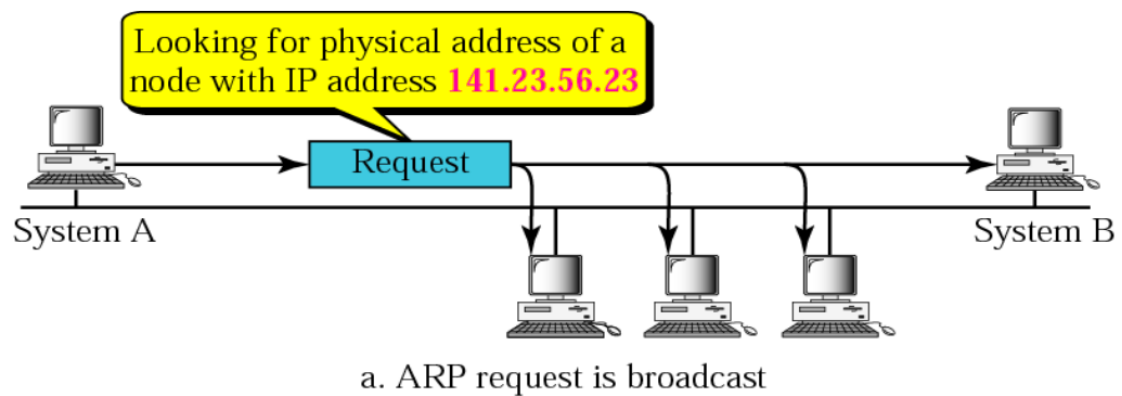 Looking for physical address of a
node with IP address 141.23.56.23
Request
System A
System B
a. ARP request is broadcast